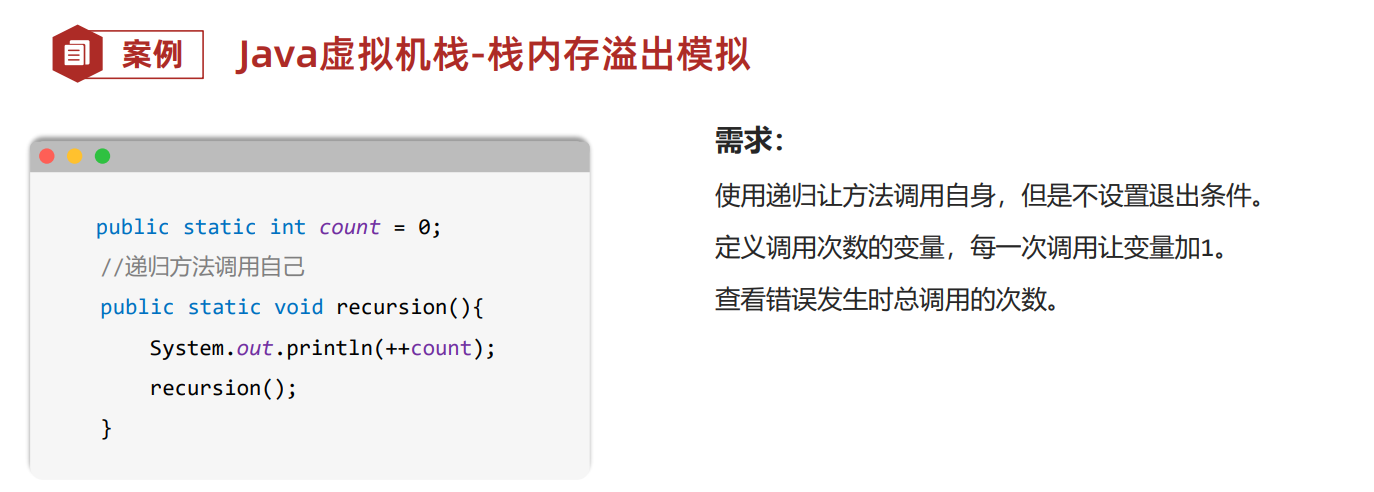 案例
Java虚拟机栈-栈内存溢出模拟
public static int count = 0;
//递归方法调用自己
public static void recursion(){
System.out.println(++count);
recursion();
}
需求：
使用递归让方法调用自身，但是不设置退出条件。
定义调用次数的变量，每一次调用让变量加1。
查看错误发生时总调用的次数。